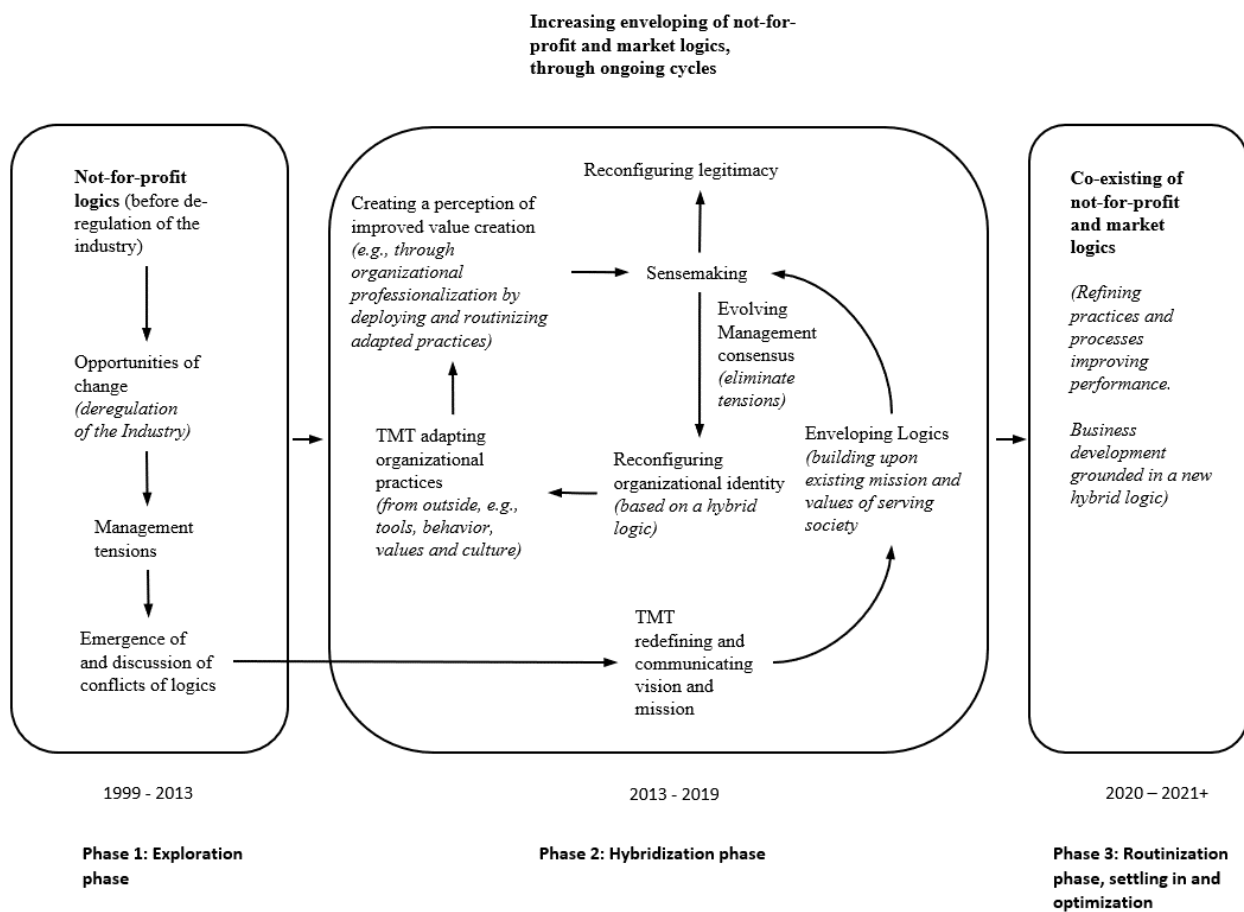 Increasing enveloping of not-for-
profit and market logics,
through ongoing cycles
Not-for-profit
logics (before de-
regulation of the
industry)
Opportunities of
change
(deregulation
of the Industry)
Management
tensions
Emergence of
and discussion of
conflicts of logics
Reconfiguring legitimacy
Creating a perception of
improved value creation
(e.g., through
organizational
professionalization by
deploying and routinizing
adapted practices)
Sensemaking
Evolving
Management
consensus
(eliminate
tensions)
TMT adapting
organizational
practices
(from outside, e.g.,
tools, behavior,
values and culture)
Reconfiguring
organizational identity
(based on a hybrid
logic)
Enveloping Logics
(building upon
existing mission and
values of serving
society
TMT
redefining and
communicating
vision and
mission
Co-existing of
not-for-profit
and market
logics
(Refining
practices and
processes
improving
performance.
Business
development
grounded in a new
hybrid logic)
1999 - 2013
2013 - 2019
2020 – 2021+
Phase 1: Exploration
phase
Phase 2: Hybridization phase
Phase 3: Routinization
phase, settling in and
optimization